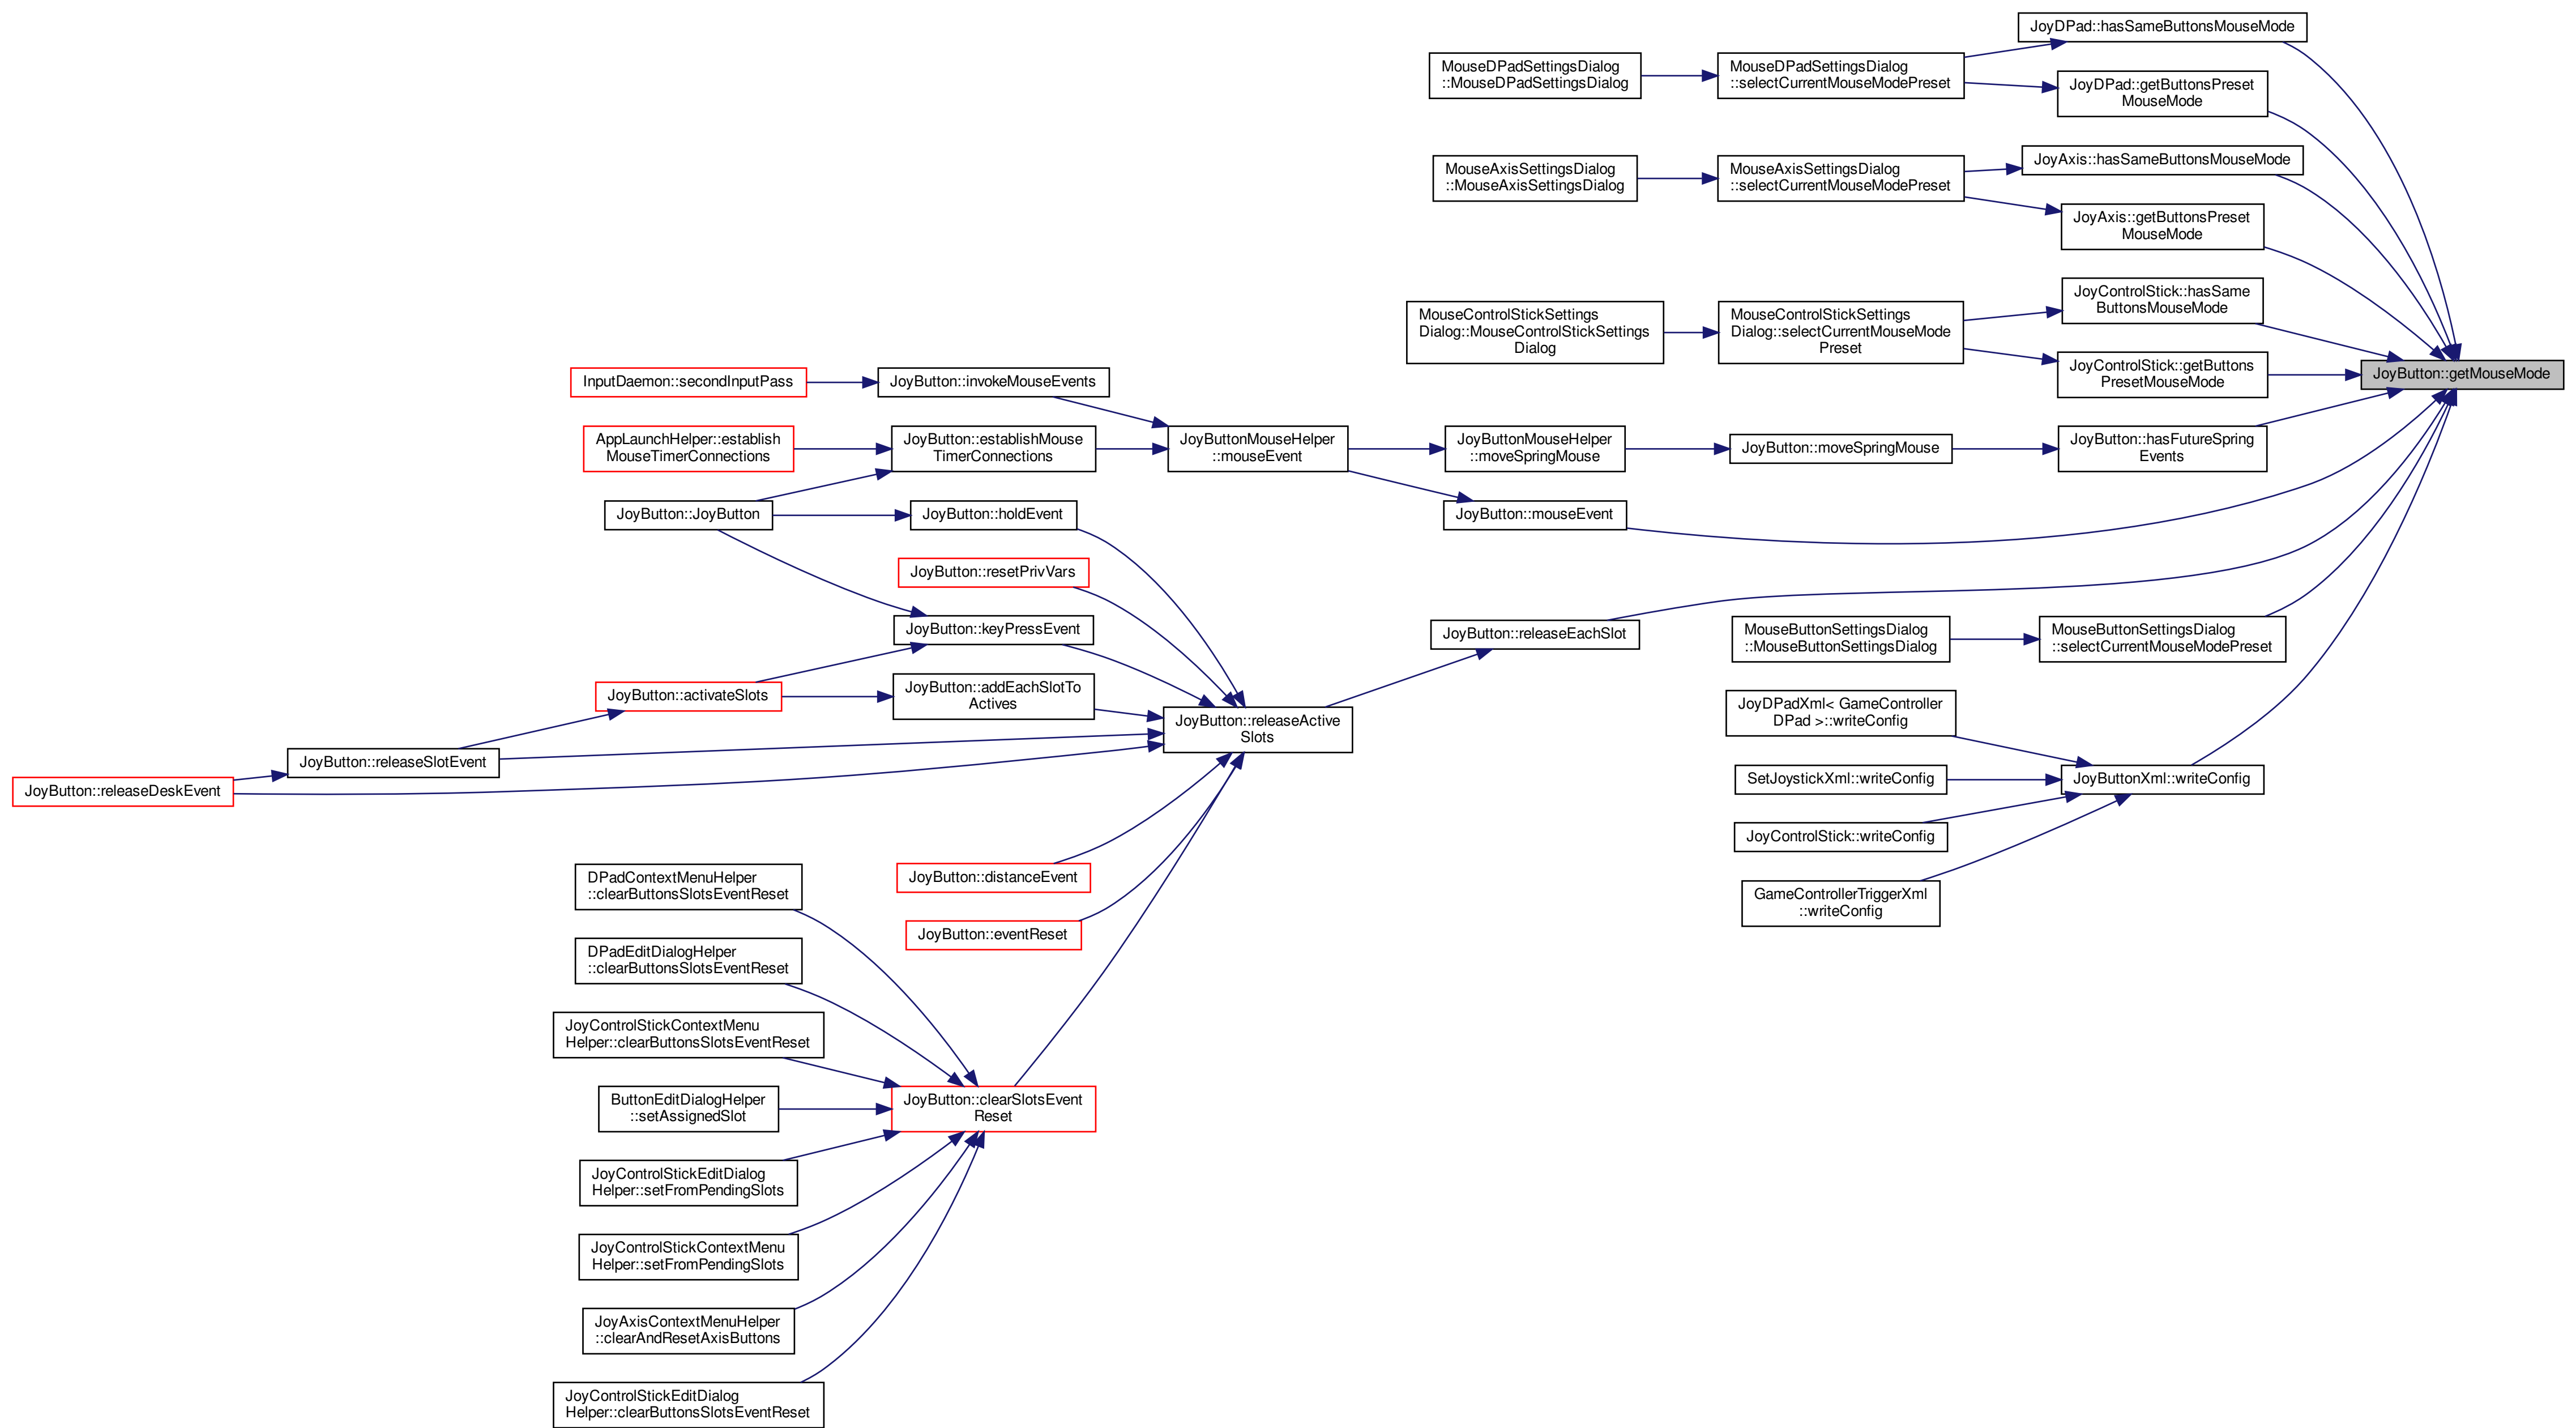 JoyDPad::hasSameButtonsMouseMode
MouseDPadSettingsDialog
::MouseDPadSettingsDialog
MouseDPadSettingsDialog
::selectCurrentMouseModePreset
JoyDPad::getButtonsPreset
MouseMode
MouseAxisSettingsDialog
::MouseAxisSettingsDialog
MouseAxisSettingsDialog
::selectCurrentMouseModePreset
JoyAxis::hasSameButtonsMouseMode
JoyAxis::getButtonsPreset
MouseMode
MouseControlStickSettings
Dialog::MouseControlStickSettings
Dialog
MouseControlStickSettings
Dialog::selectCurrentMouseMode
Preset
JoyControlStick::hasSame
ButtonsMouseMode
JoyControlStick::getButtons
PresetMouseMode
JoyButton::getMouseMode
InputDaemon::secondInputPass
JoyButton::invokeMouseEvents
AppLaunchHelper::establish
MouseTimerConnections
JoyButton::establishMouse
TimerConnections
JoyButtonMouseHelper
::mouseEvent
JoyButtonMouseHelper
::moveSpringMouse
JoyButton::moveSpringMouse
JoyButton::hasFutureSpring
Events
JoyButton::JoyButton
JoyButton::holdEvent
JoyButton::mouseEvent
JoyButton::resetPrivVars
JoyButton::keyPressEvent
JoyButton::releaseEachSlot
MouseButtonSettingsDialog
::MouseButtonSettingsDialog
MouseButtonSettingsDialog
::selectCurrentMouseModePreset
JoyButton::activateSlots
JoyButton::addEachSlotTo
Actives
JoyButton::releaseActive
Slots
JoyDPadXml< GameController
DPad >::writeConfig
JoyButton::releaseSlotEvent
JoyButton::releaseDeskEvent
SetJoystickXml::writeConfig
JoyButtonXml::writeConfig
JoyControlStick::writeConfig
GameControllerTriggerXml
::writeConfig
JoyButton::distanceEvent
JoyButton::eventReset
DPadContextMenuHelper
::clearButtonsSlotsEventReset
DPadEditDialogHelper
::clearButtonsSlotsEventReset
JoyControlStickContextMenu
Helper::clearButtonsSlotsEventReset
ButtonEditDialogHelper
::setAssignedSlot
JoyButton::clearSlotsEvent
Reset
JoyControlStickEditDialog
Helper::setFromPendingSlots
JoyControlStickContextMenu
Helper::setFromPendingSlots
JoyAxisContextMenuHelper
::clearAndResetAxisButtons
JoyControlStickEditDialog
Helper::clearButtonsSlotsEventReset